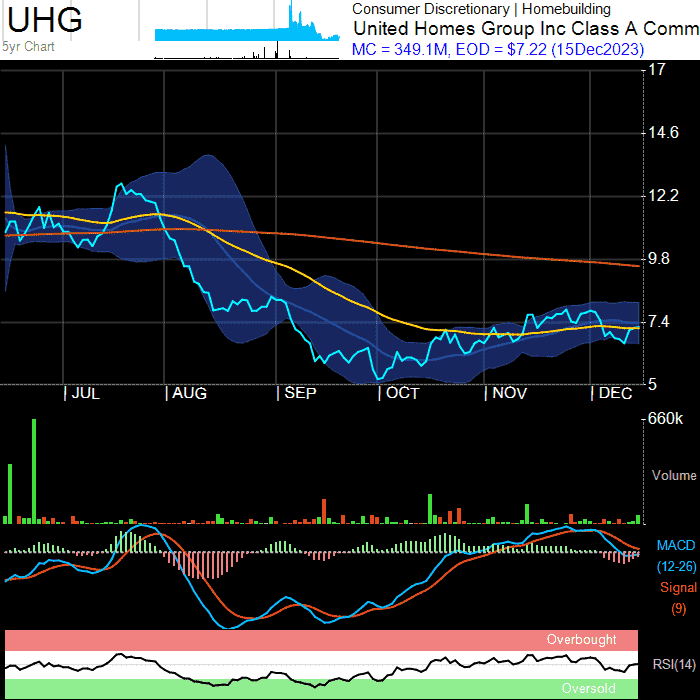 UHG
5yr Chart
Consumer Discretionary | Homebuilding
United Homes Group Inc Class A Comm
MC = 349.1M, EOD = $7.22 (15Dec2023)
17
14.6
12.2
9.8
7.4
5
JUL AUG SEP OCT NOV DEC
660k
Volume
MACD
(12-26)
Signal
(9)
Overbought
RSI(14)
Oversold